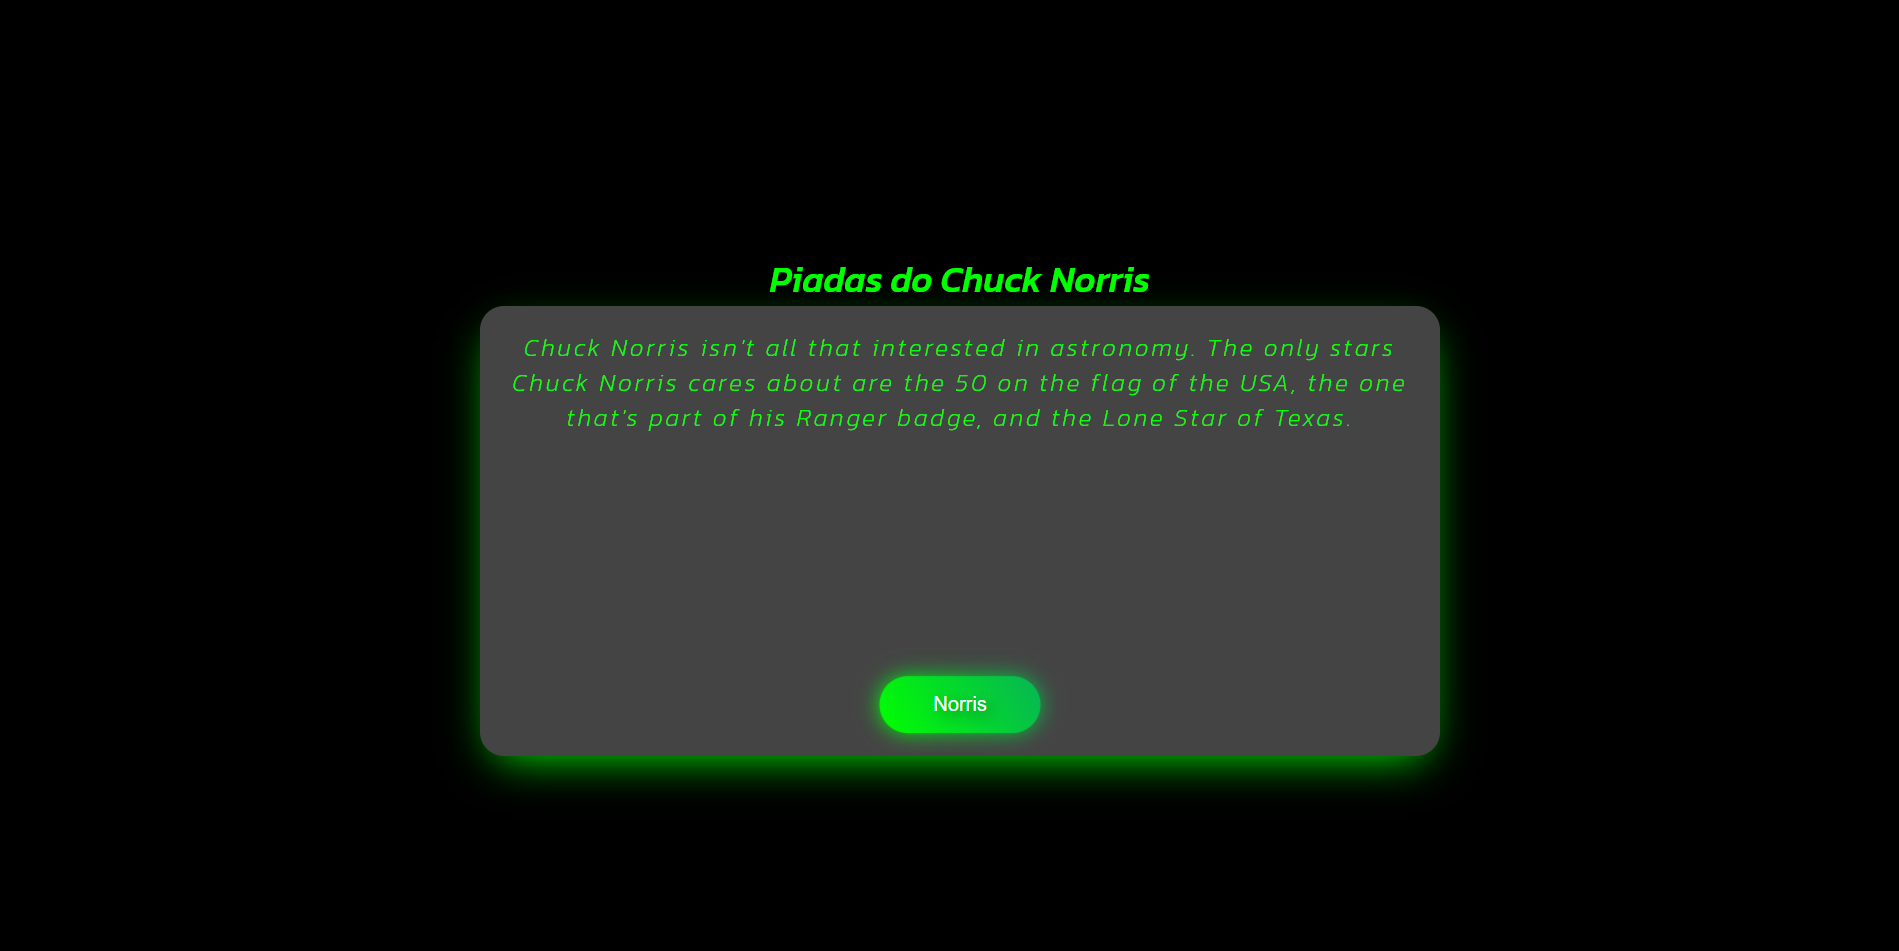 Piadas do Chuck Norris
Chuck Norris isn't all that interested in astronomy. The only stars
Chuck Norris cares about are the 50 on the flag of the USA, the one
that's part of his Ranger badge, and the Lone Star of Texas.
Norris